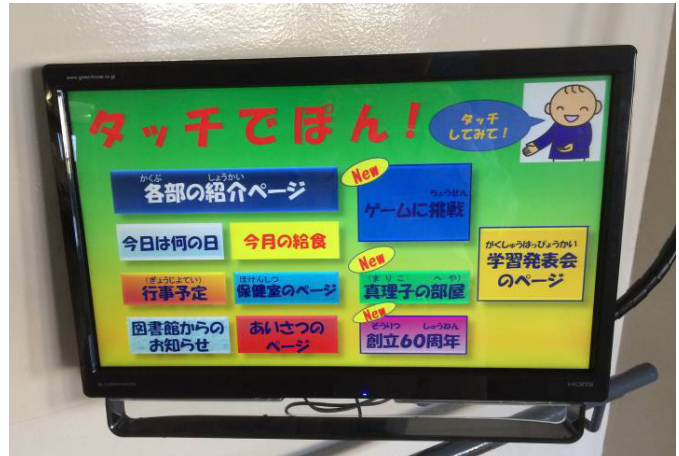 www.green-house.co.jp
タッチでぽん!
タッチ
してみて!
かくぶ しょうかい
各部の紹介ページ
New
ちょうせん
ゲームに挑戦
今日は何の日
今月の給食
がくしゅうはっぴょうかい
学習発表会
のページ
(ぎょうじよてい)
行事予定
ほけんしつ
保健室のページ
New
(まりこ へや)
真理子の部屋
図書館からの
お知らせ
あいさつの
ページ
New
そうりつ しゅうねん
創立60周年
HDMI